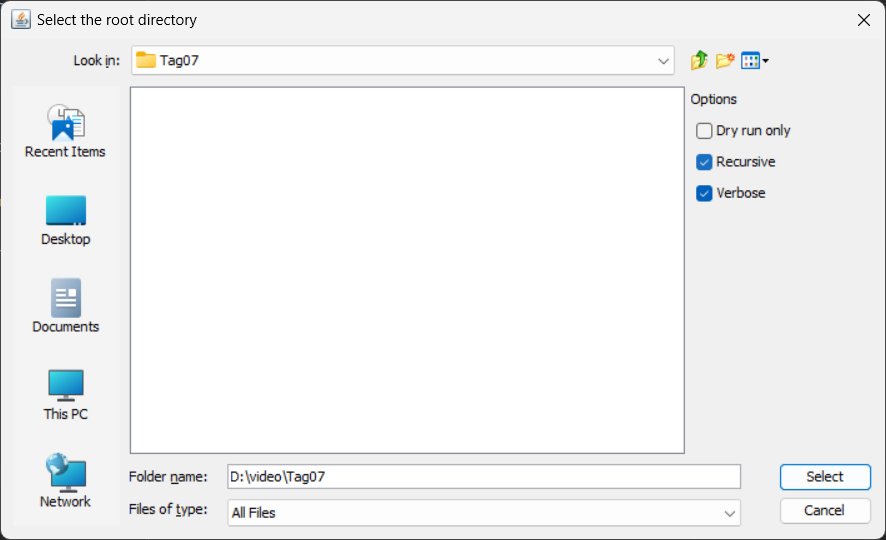 Select the root directory
Look in:
Tag07
Recent Items
Desktop
Documents
This PC
Network
Options
Dry run only
Recursive
Verbose
Folder name:
D:\video\Tag07
Select
Files of type:
All Files
Cancel